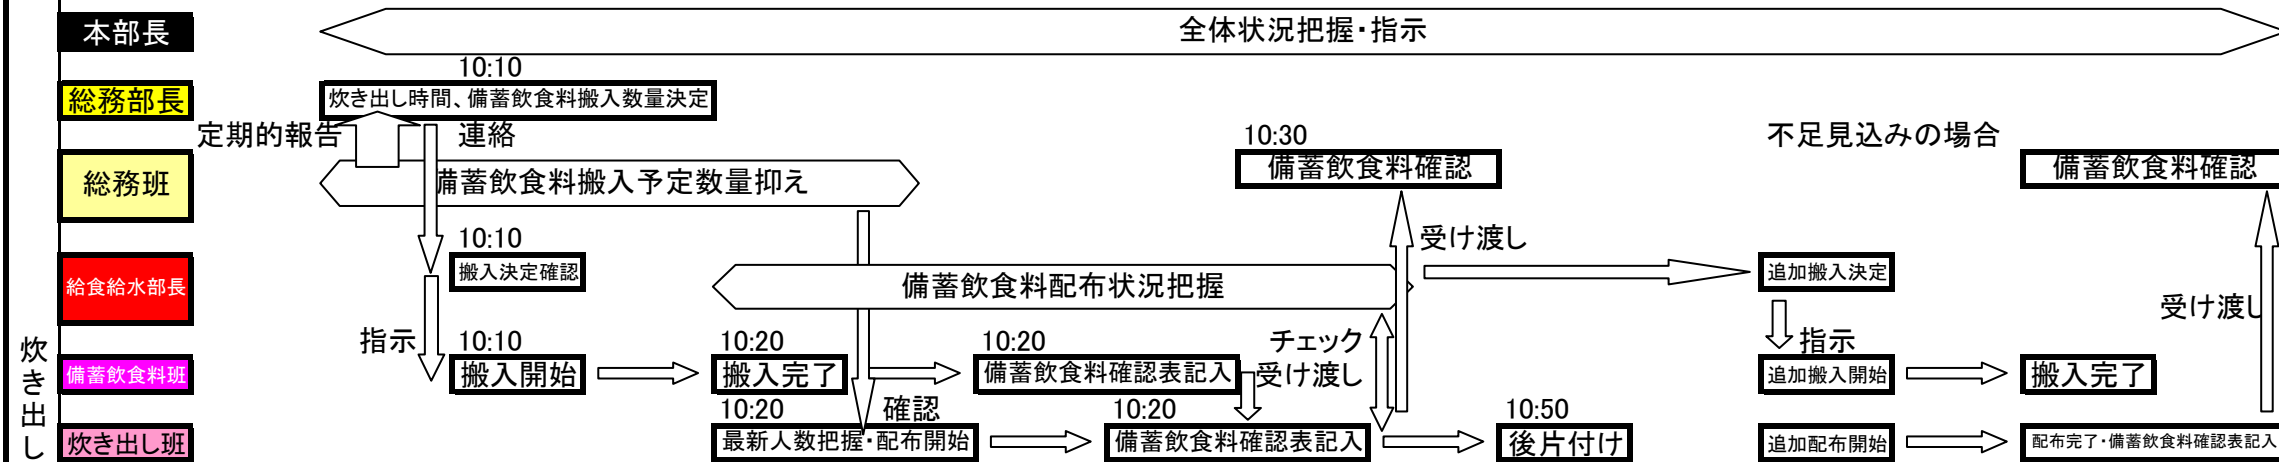 本部長
全体状況把握・指示
10:10
総務部長
炊き出し時間、備蓄飲食料搬入数量決定
定期的報告
連絡
10:30
不足見込みの場合
総務班
備蓄飲食料搬入予定数量抑え
備蓄飲食料確認
備蓄飲食料確認
10:10
受け渡し
給食給水部長
搬入決定確認
備蓄飲食料配布状況把握
追加搬入決定
受け渡し
指示
10:10
10:20
10:20
チェック
指示
備蓄飲食料班
搬入開始
搬入完了
備蓄飲食料確認表記入
受け渡し
追加搬入開始
搬入完了
10:20
確認
10:20
10:50
炊き出し
炊き出し班
最新人数把握・配布開始
備蓄飲食料確認表記入
後片付け
追加配布開始
配布完了・備蓄飲食料確認表記入